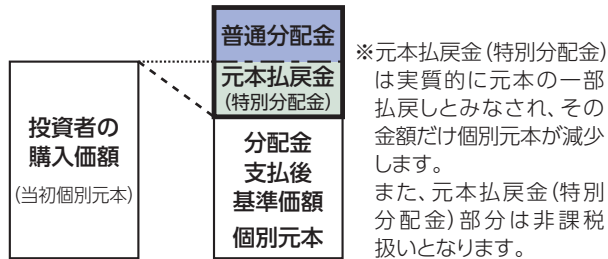 投資者の
購入価額
(当初個別元本)
普通分配金
元本払戻金
(特別分配金)
分配金
支払後
基準価額
個別元本
※元本払戻金(特別分配金)
は実質的に元本の一部
払戻しとみなされ、その
金額だけ個別元本が減少
します。
また、元本払戻金(特別
分配金)部分は非課税
扱いとなります。